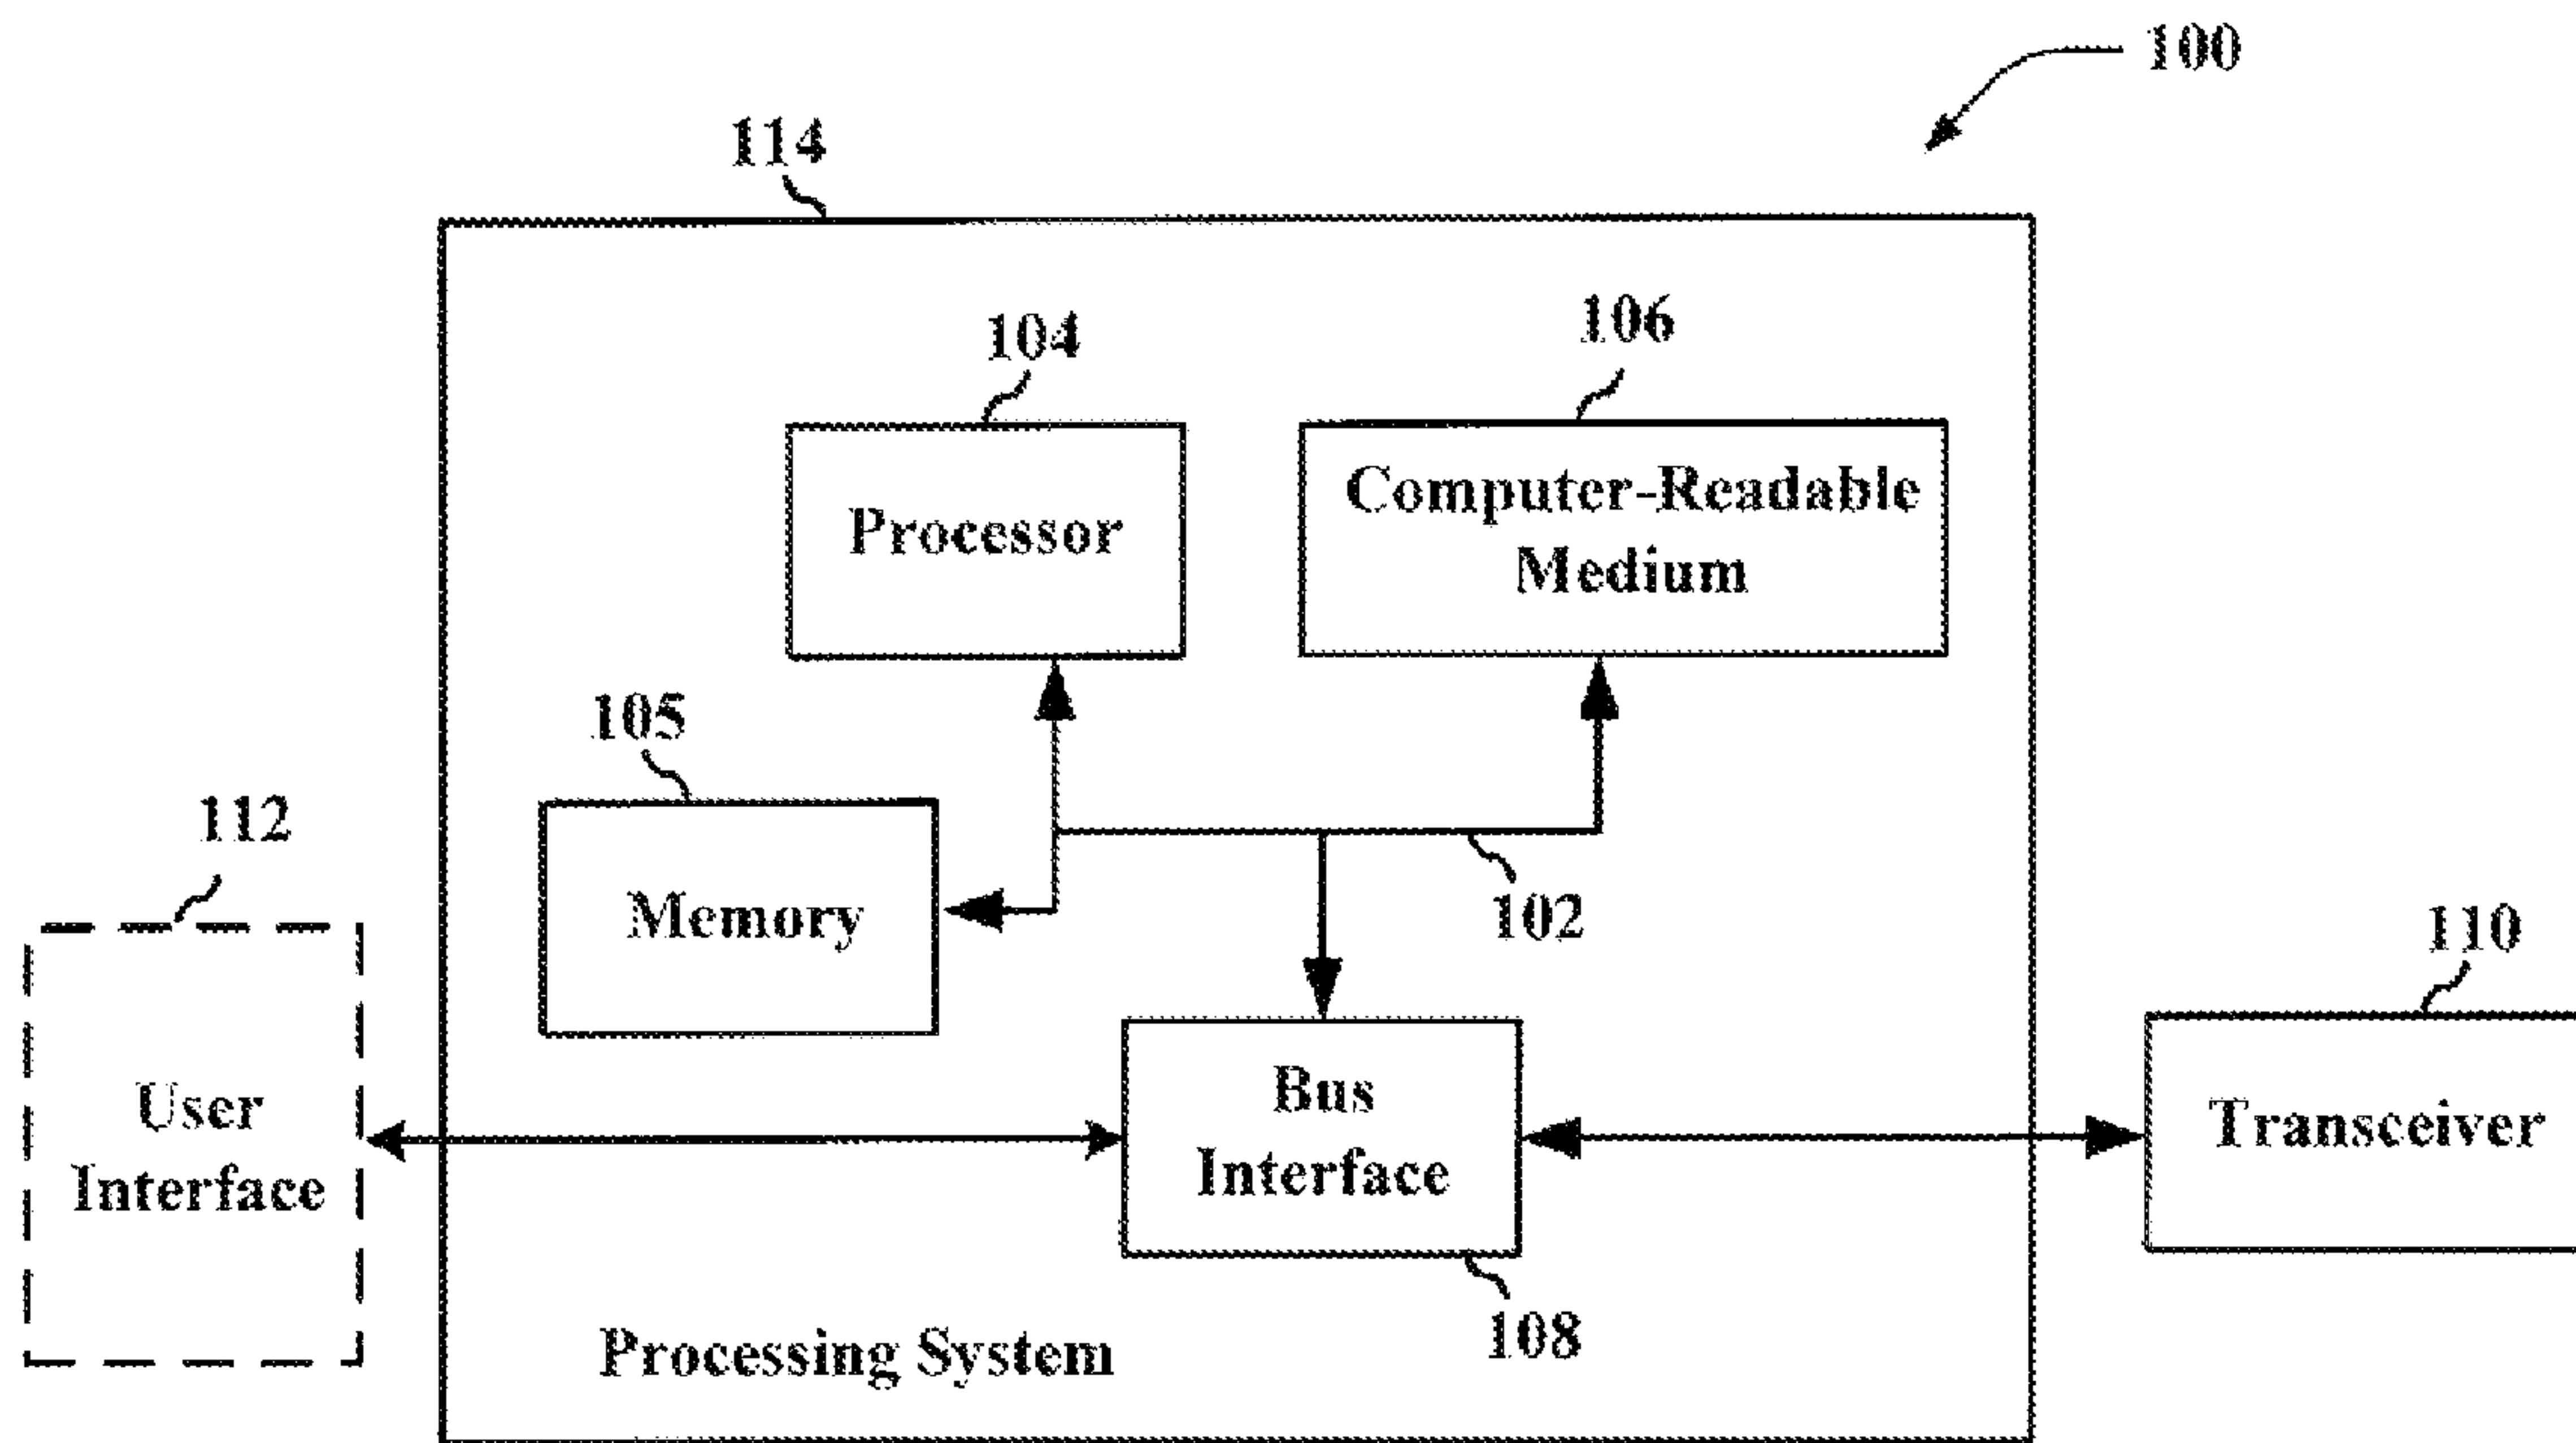 100
114
104
106
Processor
Computer-Readable
Medium
105
112
Memory
102
110
User
Interface
Bus
Interface
Transceiver
108
Processing System